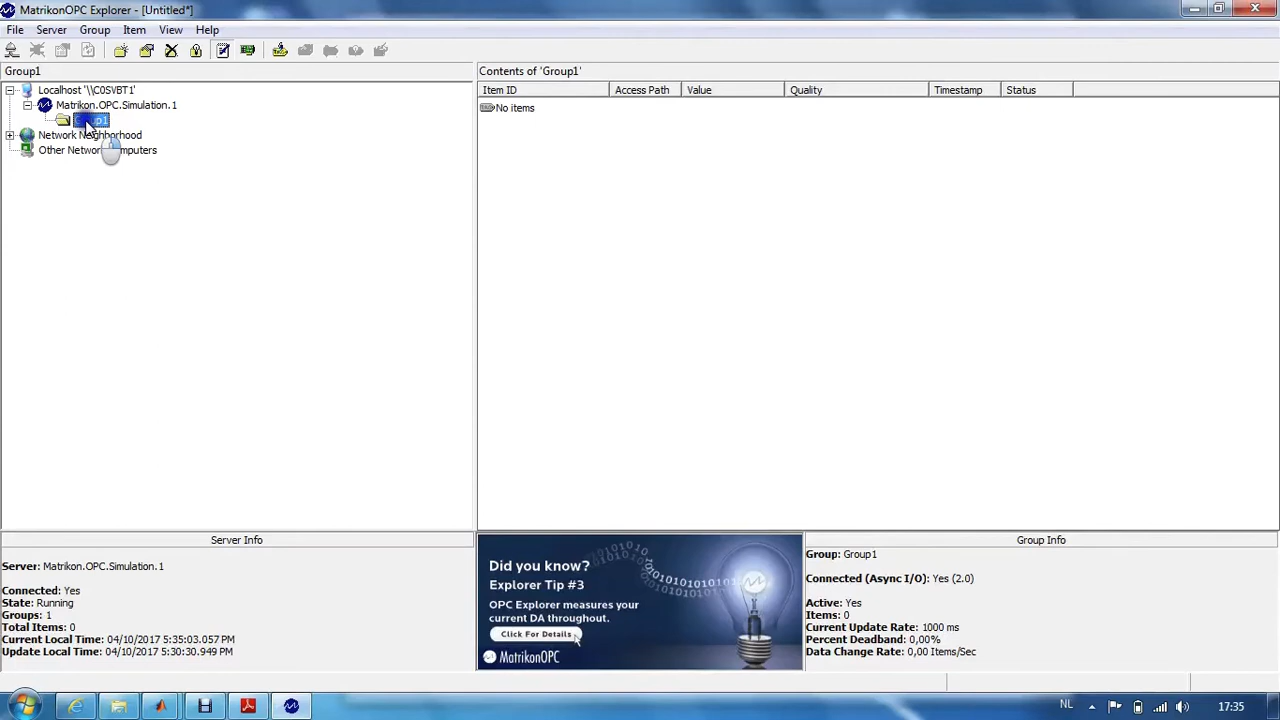 MatrikonOPC Explorer - [Untitled*]
File Server Group Item View Help
Group1
Contents of 'Group1'
Localhost '\\C0SVBT1'
Matrikon.OPC.Simulation.1
Network Neighborhood
Other Network Computers
Item ID Access Path Value Quality Timestamp Status
No items
Server Info
Server: Matrikon.OPC.Simulation.1
Connected: Yes
State: Running
Groups: 1
Total Items: 0
Current Local Time: 04/10/2017 5:35:03.057 PM
Update Local Time: 04/10/2017 5:30:30.949 PM
Did you know?
Explorer Tip #3
OPC Explorer measures your
current DA throughout.
Click For Details
MatrikonOPC
Group Info
Group: Group1
Connected (Async I/O): Yes (2.0)
Active: Yes
Items: 0
Current Update Rate: 1000 ms
Percent Deadband: 0,00%
Data Change Rate: 0,00 Items/Sec
NL
17:35